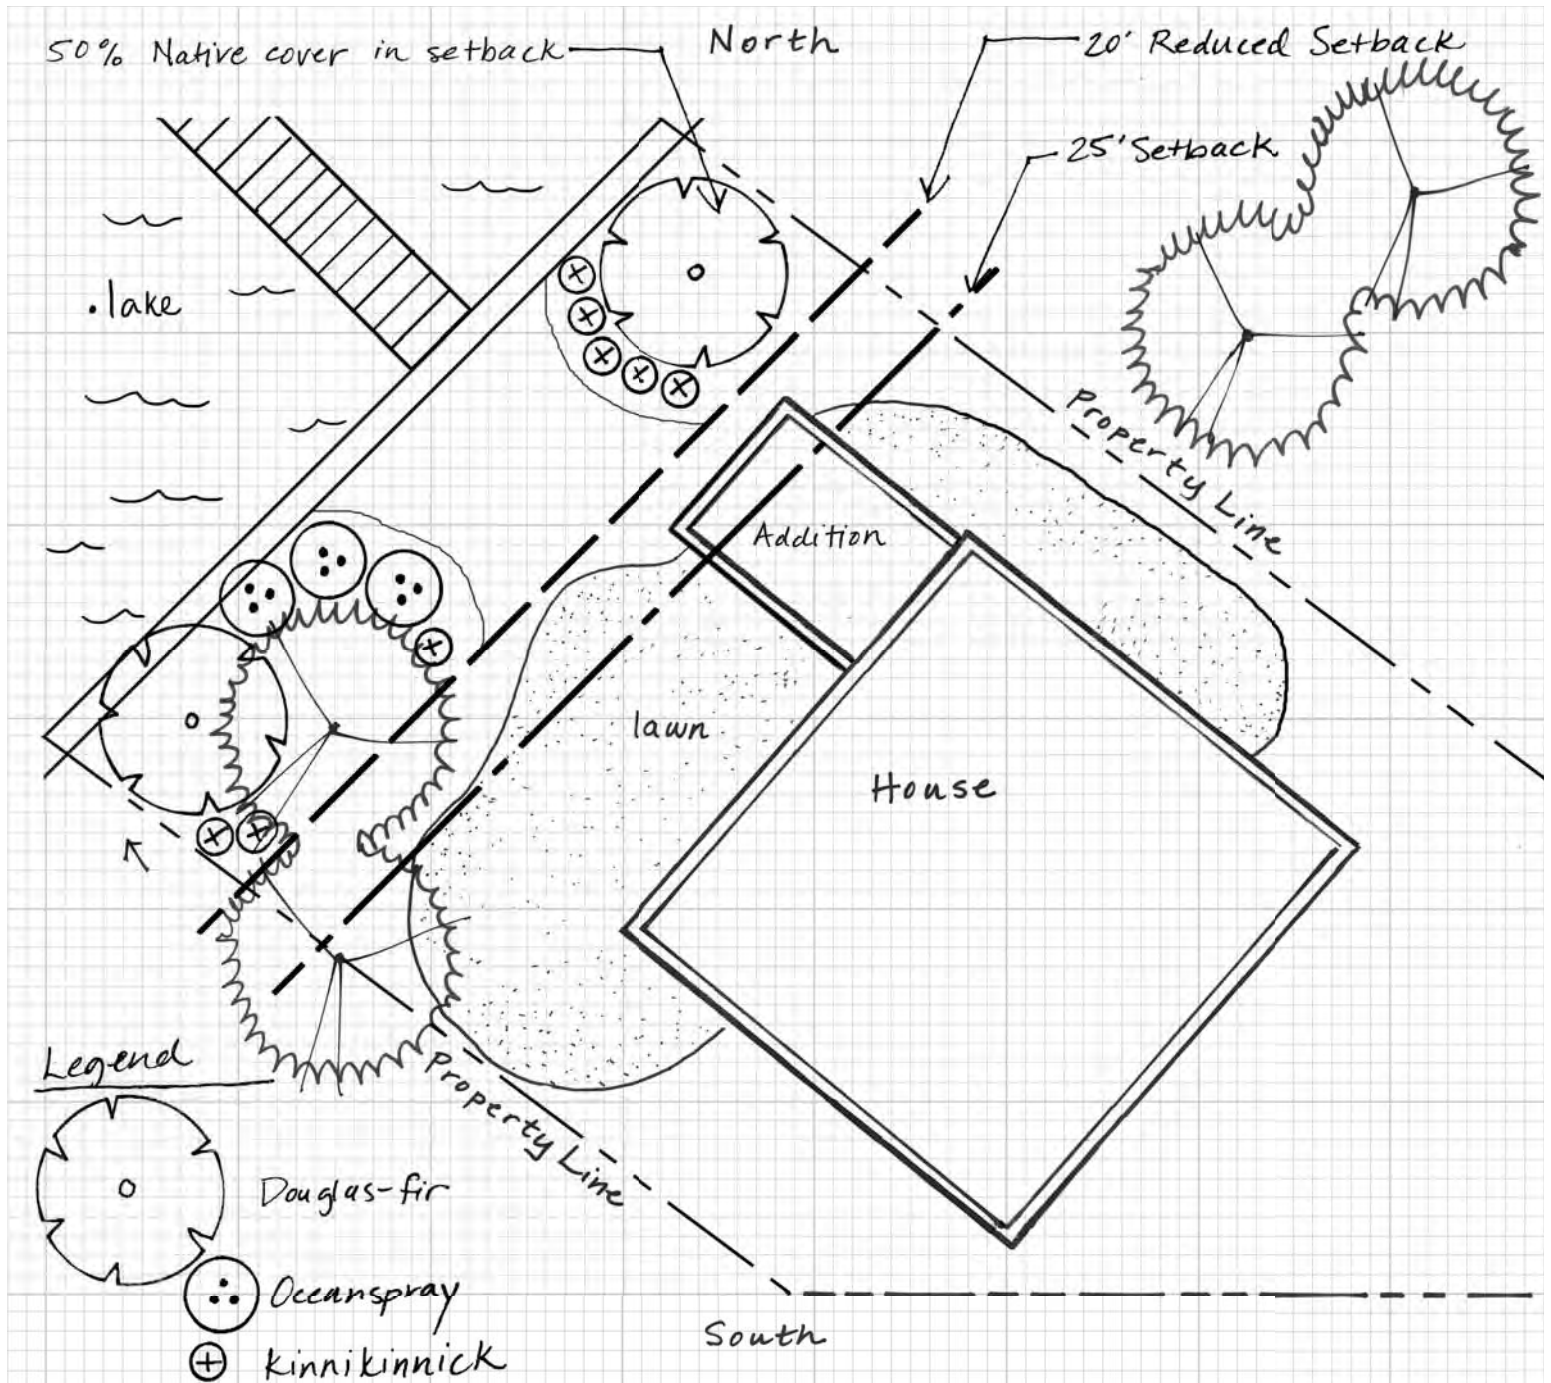 50% Native cover in setback
North
20' Reduced Setback
25' Setback
.lake
Property Line
Addition
lawn
House
Legend
Property Line
Douglas-fir
Oceanspray
Kinnikinnick
South